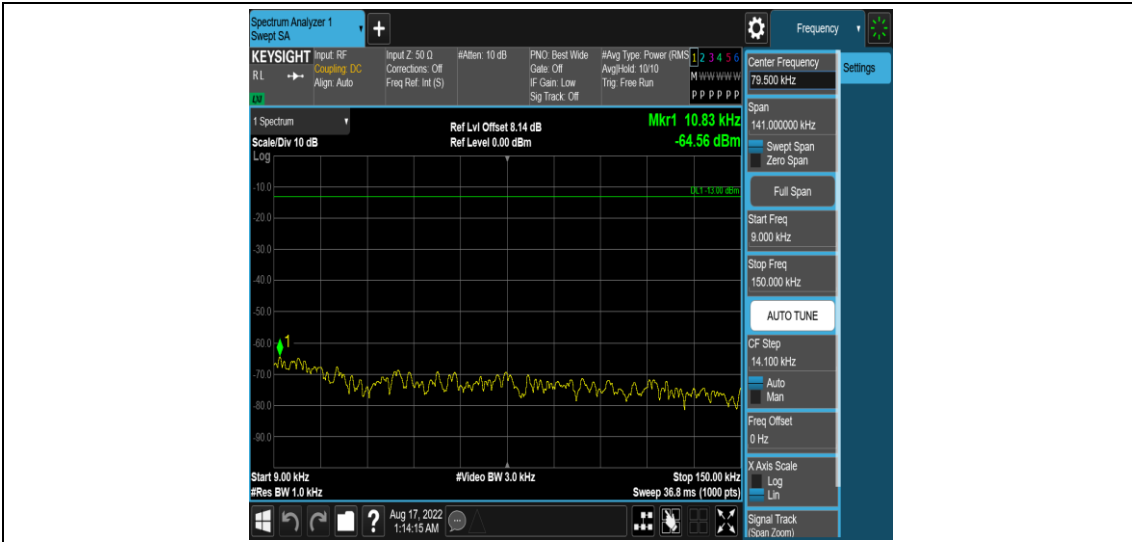 Spectrum Analyzer 1
Swept SA
+
Frequency
KEYSIGHT
RL
Input: RF
Coupling: DC
Align: Auto
Input Z: 50 Ω
Corrections: Off
Freq Ref: Int (S)
#Atten: 10 dB
PNO: Best Wide
Gate: Off
IF Gain: Low
Sig Track: Off
#Avg Type: Power (RMS
Avg|Hold: 10/10
Trig: Free Run
1 2 3 4 5 6
M W W W W W
P P P P P P
1 Spectrum
Scale/Div 10 dB
Log
Ref Lvl Offset 8.14 dB
Ref Level 0.00 dBm
Mkr1 10.83 kHz
-64.56 dBm
DL1 -13.00 dBm
-10.0
-20.0
-30.0
-40.0
-50.0
-60.0
1
-70.0
-80.0
-90.0
Start 9.00 kHz
#Res BW 1.0 kHz
#Video BW 3.0 kHz
Stop 150.00 kHz
Sweep 36.8 ms (1000 pts)
?
Aug 17, 2022
1:14:15 AM
Center Frequency
79.500 kHz
Settings
Span
141.000000 kHz
Swept Span
Zero Span
Full Span
Start Freq
9.000 kHz
Stop Freq
150.000 kHz
AUTO TUNE
CF Step
14.100 kHz
Auto
Man
Freq Offset
0 Hz
X Axis Scale
Log
Lin
Signal Track
(Span Zoom)